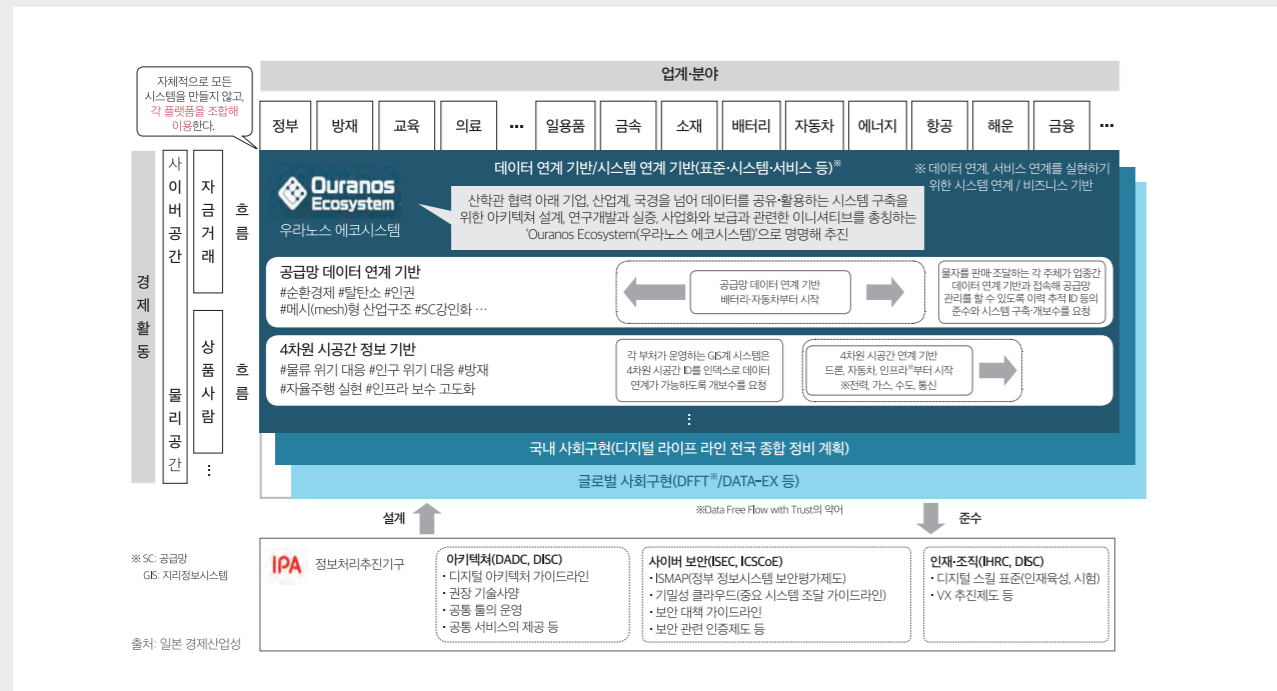 업계·분야
자체적으로 모든
시스템을 만들지 않고,
각 플랫폼을 조합해
이용한다.
정부
방재
교육
의료
···
일용품
금속
소재
배터리
자동차
에너지
항공
해운
금융
···
경제활동
사이버공간
물리공간
자금거래
흐름
상품사람
⋮
흐름
데이터 연계 기반/시스템 연계 기반(표준·시스템·서비스 등)※
※ 데이터 연계, 서비스 연계를 실현하기
위한 시스템 연계 / 비즈니스 기반
Ouranos
Ecosystem
우라노스 에코시스템
산학관 협력 아래 기업, 산업계, 국경을 넘어 데이터를 공유·활용하는 시스템 구축을
위한 아키텍쳐 설계, 연구개발과 실증, 사업화와 보급과 관련한 이니셔티브를 총칭하는
‘Ouranos Ecosystem(우라노스 에코시스템)’으로 명명해 추진
공급망 데이터 연계 기반
#순환경제 #탈탄소 #인권
#메시(mesh)형 산업구조 #SC강인화 ···
공급망 데이터 연계 기반
배터리·자동차부터 시작
물자를 판매·조달하는 각 주체가 업종간
데이터 연계 기반과 접속해 공급망
관리를 할 수 있도록 이력 추적 ID 등의
준수와 시스템 구축·개보수를 요청
4차원 시공간 정보 기반
#물류 위기 대응 #인구 위기 대응 #방재
#자율주행 실현 #인프라 보수 고도화
각 부처가 운영하는 GIS계 시스템은
4차원 시공간 ID를 인덱스로 데이터
연계가 가능하도록 개보수를 요청
4차원 시공간 연계 기반
드론, 자동차, 인프라※부터 시작
※전력, 가스, 수도, 통신
⋮
국내 사회구현(디지털 라이프 라인 전국 종합 정비 계획)
글로벌 사회구현(DFFT※/DATA-EX 등)
※Data Free Flow with Trust의 약어
설계
준수
※ SC: 공급망
GIS: 지리정보시스템
IPA 정보처리추진기구
아키텍쳐(DADC, DISC)
· 디지털 아키텍처 가이드라인
· 권장 기술사양
· 공통 툴의 운영
· 공통 서비스의 제공 등
사이버 보안(ISEC, ICSCoE)
· ISMAP(정부 정보시스템 보안평가제도)
· 기밀성 클라우드(중요 시스템 조달 가이드라인)
· 보안 대책 가이드라인
· 보안 관련 인증제도 등
인재·조직(IHRC, DISC)
· 디지털 스킬 표준(인재육성, 시험)
· VX 추진제도 등
출처: 일본 경제산업성